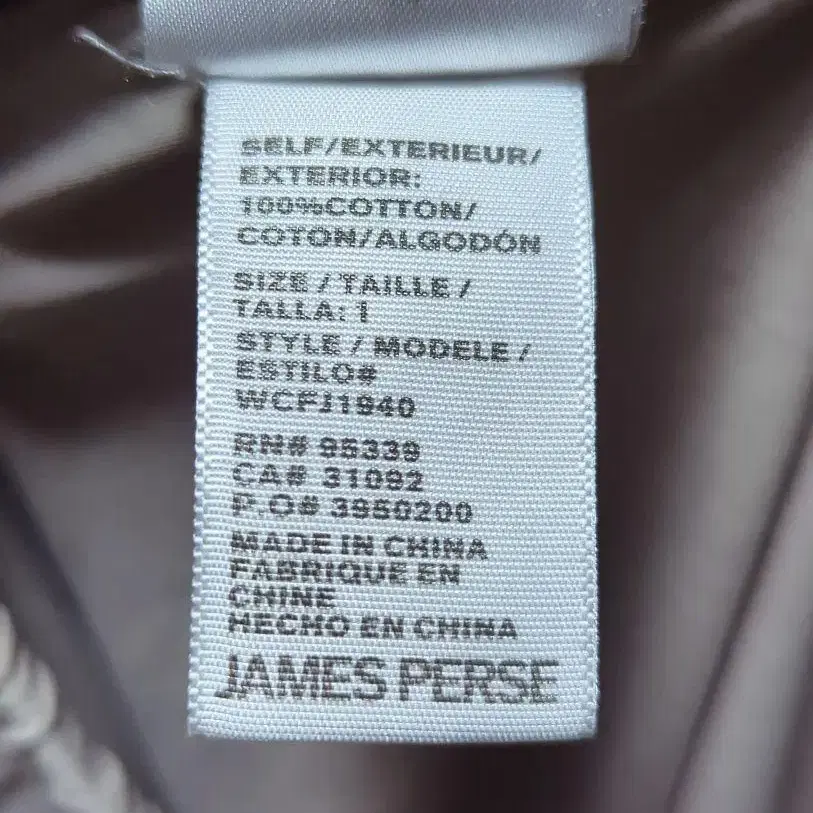 SELF/EXTERIEUR/
EXTERIOR:
100%COTTON/
COTON/ALGODÓN
SIZE / TAILLE /
TALLA: 1
STYLE / MODELE /
ESTILO#
WCFJ1940
RN# 95339
CA# 31092
P.O# 3950200
MADE IN CHINA
FABRIQUE EN
CHINE
HECHO EN CHINA
JAMES PERSE